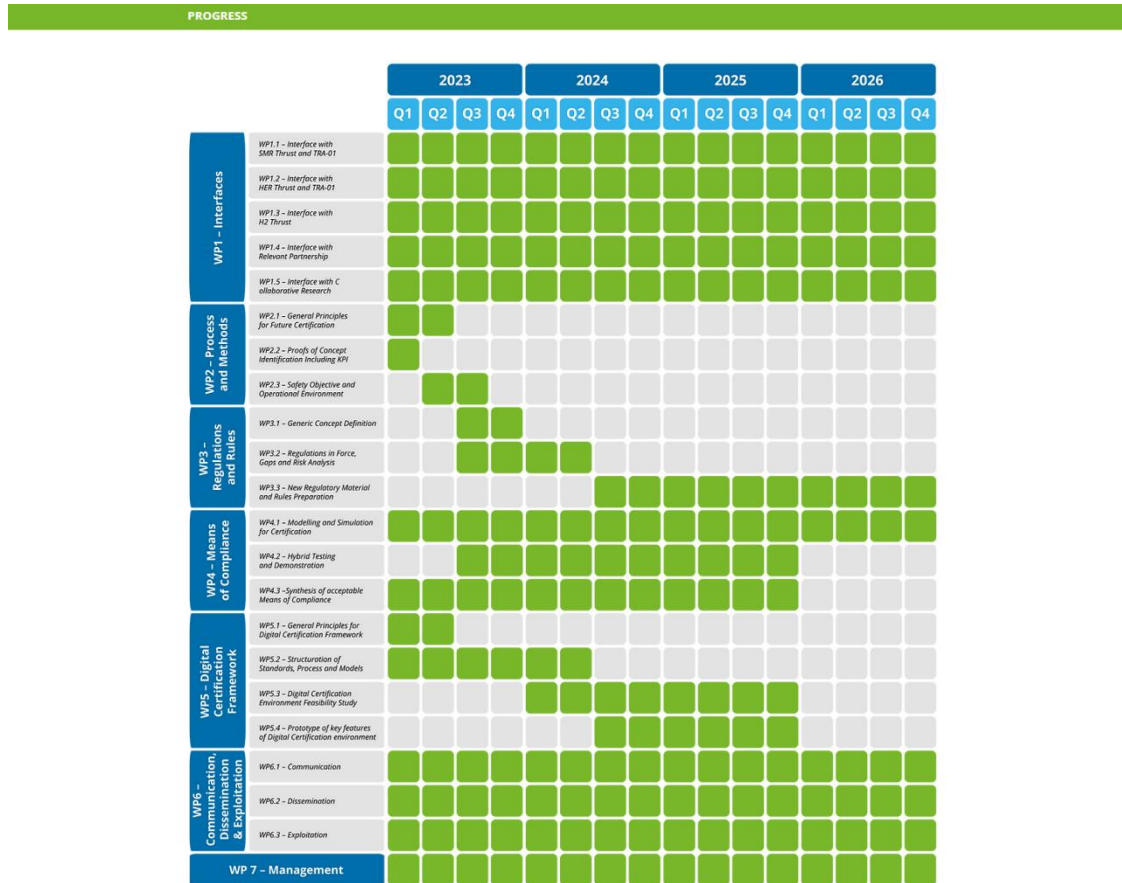 PROGRESS
2023 2024 2025 2026
Q1 Q2 Q3 Q4 Q1 Q2 Q3 Q4 Q1 Q2 Q3 Q4 Q1 Q2 Q3 Q4
WP1 – Interfaces
WP1.1 – Interface with
SMR Thrust and TRA-01
WP1.2 – Interface with
HER Thrust and TRA-01
WP1.3 – Interface with
H2 Thrust
WP1.4 – Interface with
Relevant Partnership
WP1.5 – Interface with C
ollaborative Research
WP2 – Process
and Methods
WP2.1 – General Principles
for Future Certification
WP2.2 – Proofs of Concept
Identification Including KPI
WP2.3 – Safety Objective and
Operational Environment
WP3 –
Regulations
and Rules
WP3.1 – Generic Concept Definition
WP3.2 – Regulations in Force,
Gaps and Risk Analysis
WP3.3 – New Regulatory Material
and Rules Preparation
WP4 – Means
of Compliance
WP4.1 – Modelling and Simulation
for Certification
WP4.2 – Hybrid Testing
and Demonstration
WP4.3 –Synthesis of acceptable
Means of Compliance
WP5 – Digital
Certification
Framework
WP5.1 – General Principles for
Digital Certification Framework
WP5.2 – Structuration of
Standards, Process and Models
WP5.3 – Digital Certification
Environment Feasibility Study
WP5.4 – Prototype of key features
of Digital Certification environment
WP6 –
Communication,
Dissemination
& Exploitation
WP6.1 – Communication
WP6.2 – Dissemination
WP6.3 – Exploitation
WP 7 – Management